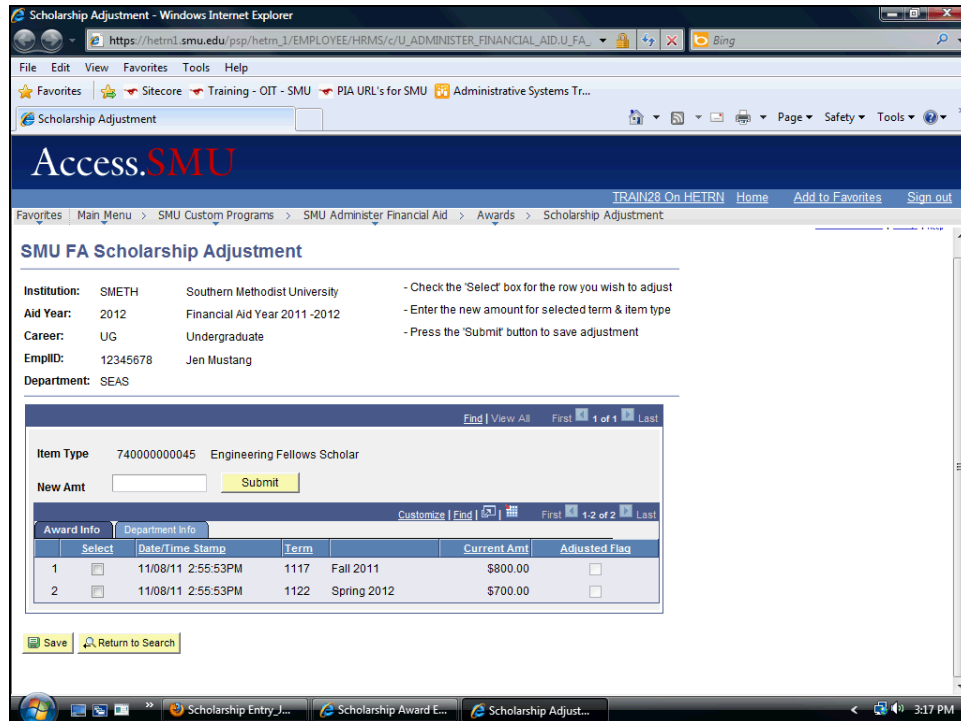 Scholarship Adjustment - Windows Internet Explorer
https://hetrn1.smu.edu/psp/hetrn_1/EMPLOYEE/HRMS/c/U_ADMINISTER_FINANCIAL_AID.U_FA_ Bing
File Edit View Favorites Tools Help
Favorites Sitecore Training - OIT - SMU PIA URL's for SMU Administrative Systems Tr...
Scholarship Adjustment Page Safety Tools
Access.SMU
TRAIN28 On HETRN Home Add to Favorites Sign out
Favorites Main Menu > SMU Custom Programs > SMU Administer Financial Aid > Awards > Scholarship Adjustment
SMU FA Scholarship Adjustment
Institution: SMETH Southern Methodist University - Check the 'Select' box for the row you wish to adjust
Aid Year: 2012 Financial Aid Year 2011 -2012 - Enter the new amount for selected term & item type
Career: UG Undergraduate - Press the 'Submit' button to save adjustment
EmplID: 12345678 Jen Mustang
Department: SEAS
Find | View All First 1 of 1 Last
Item Type 740000000045 Engineering Fellows Scholar
New Amt Submit
Customize | Find | | First 1-2 of 2 Last
Award Info Department Info
Select Date/Time Stamp Term Current Amt Adjusted Flag
1 11/08/11 2:55:53PM 1117 Fall 2011 $800.00
2 11/08/11 2:55:53PM 1122 Spring 2012 $700.00
Save Return to Search
Scholarship Entry_J... Scholarship Award E... Scholarship Adjust... 3:17 PM